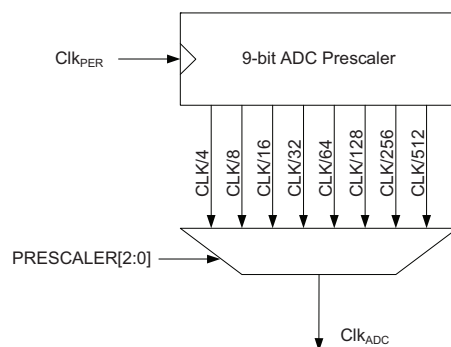 9-bit ADC Prescaler
ClkPER
CLK/4
CLK/8
CLK/16
CLK/32
CLK/64
CLK/128
CLK/256
CLK/512
PRESCALER[2:0]
ClkADC